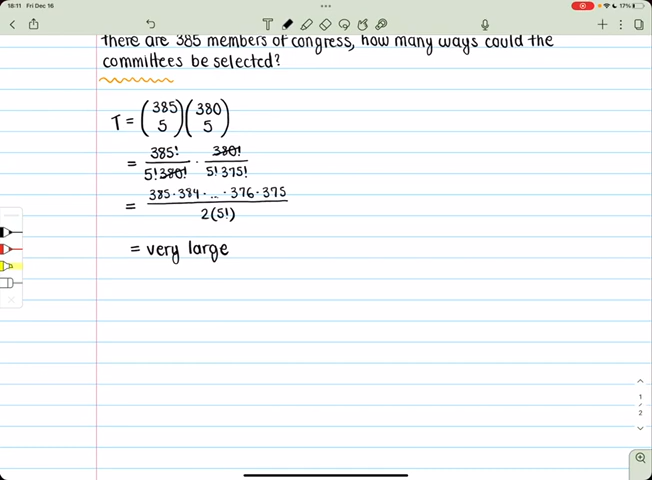 18:11 Fri Dec 16
17%
there are 385 members of congress, how many ways could the
committees be selected?
T = (385 5)(380 5)
= 385!/5!380! · 380!/5!375!
= 385·384· ... ·376·375/2(5!)
= very large
1
/
2